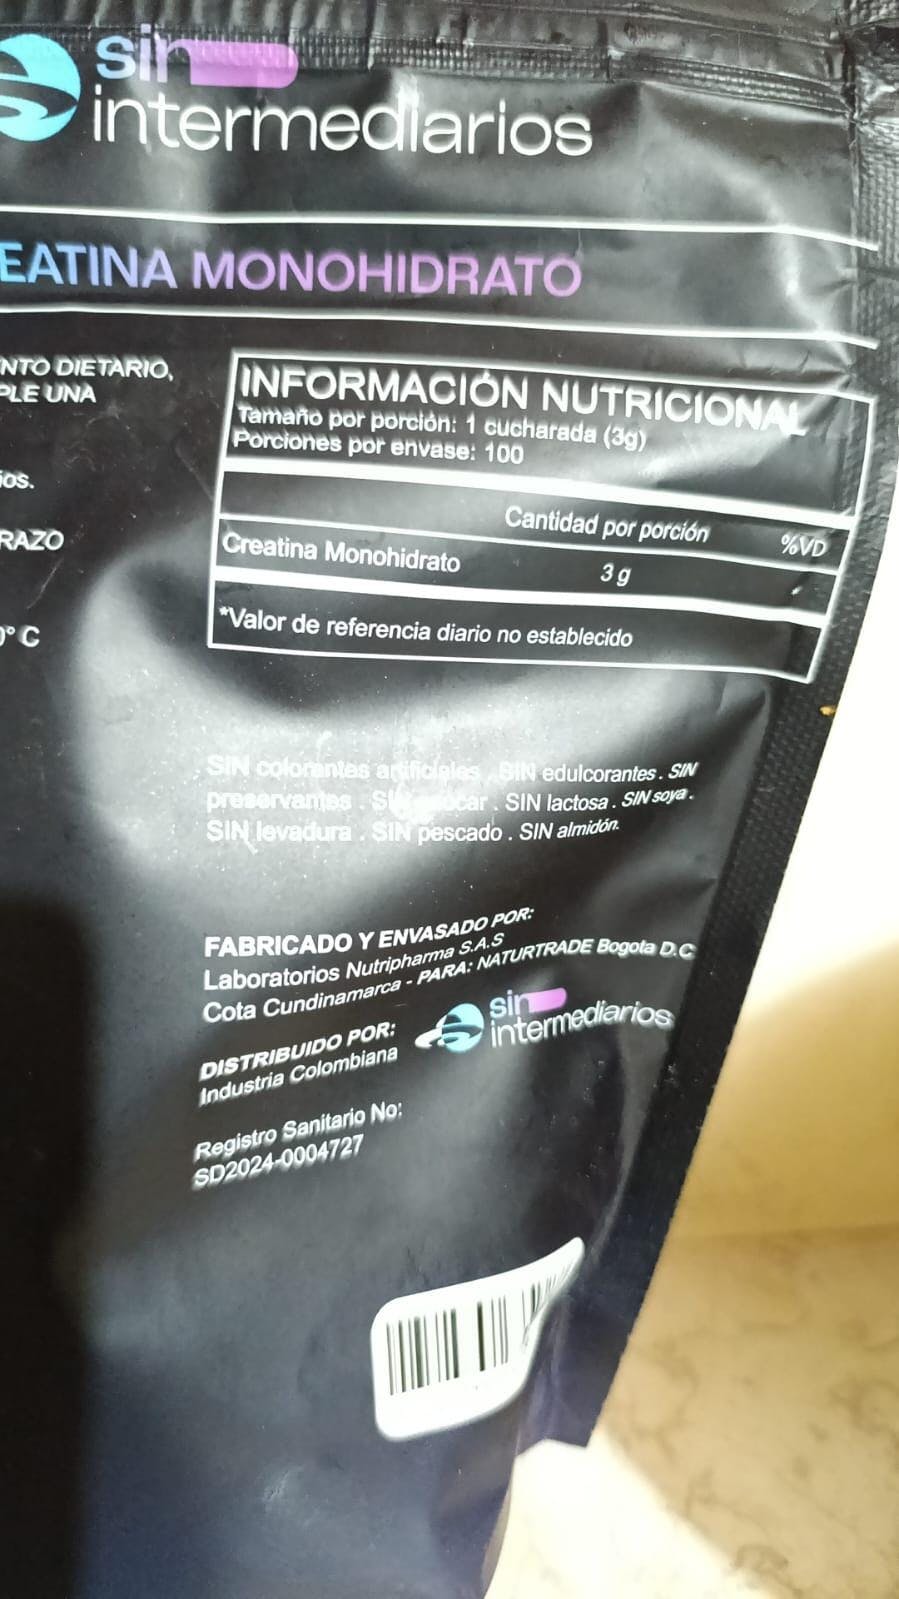 sin
intermediarios
EATINA MONOHIDRATO
NTO DIETARIO,
PLE UNA
ños.
RAZO
0° C
INFORMACIÓN NUTRICIONAL
Tamaño por porción: 1 cucharada (3g)
Porciones por envase: 100
Cantidad por porción %VD
Creatina Monohidrato 3 g
*Valor de referencia diario no establecido
SIN colorantes artificiales . SIN edulcorantes . SIN
preservantes . SIN azúcar . SIN lactosa . SIN soya .
SIN levadura . SIN pescado . SIN almidón.
FABRICADO Y ENVASADO POR:
Laboratorios Nutripharma S.A.S
Cota Cundinamarca - PARA: NATURTRADE Bogota D.C
DISTRIBUIDO POR:
Industria Colombiana
sin
intermediarios
Registro Sanitario No:
SD2024-0004727